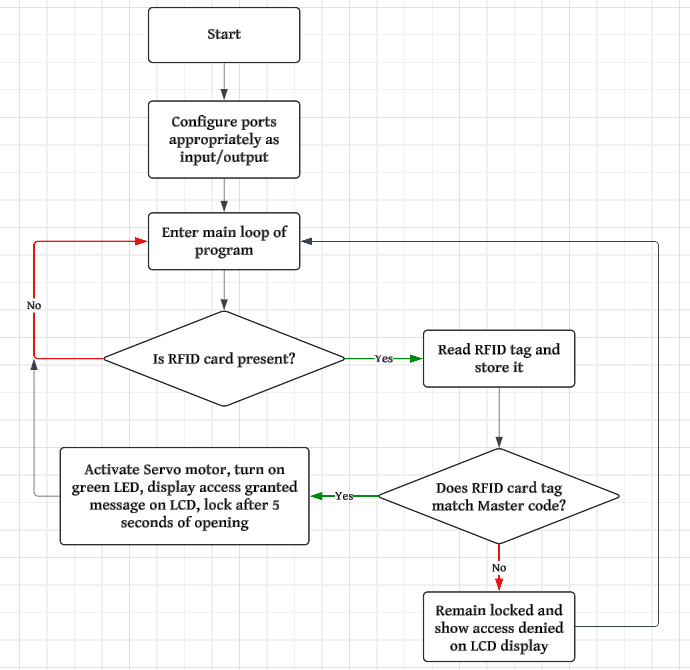 Start
Configure ports
appropriately as
input/output
Enter main loop of
program
No
Is RFID card present?
Yes
Read RFID tag and
store it
Activate Servo motor, turn on
green LED, display access granted
message on LCD, lock after 5
seconds of opening
Yes
Does RFID card tag
match Master code?
No
Remain locked and
show access denied
on LCD display